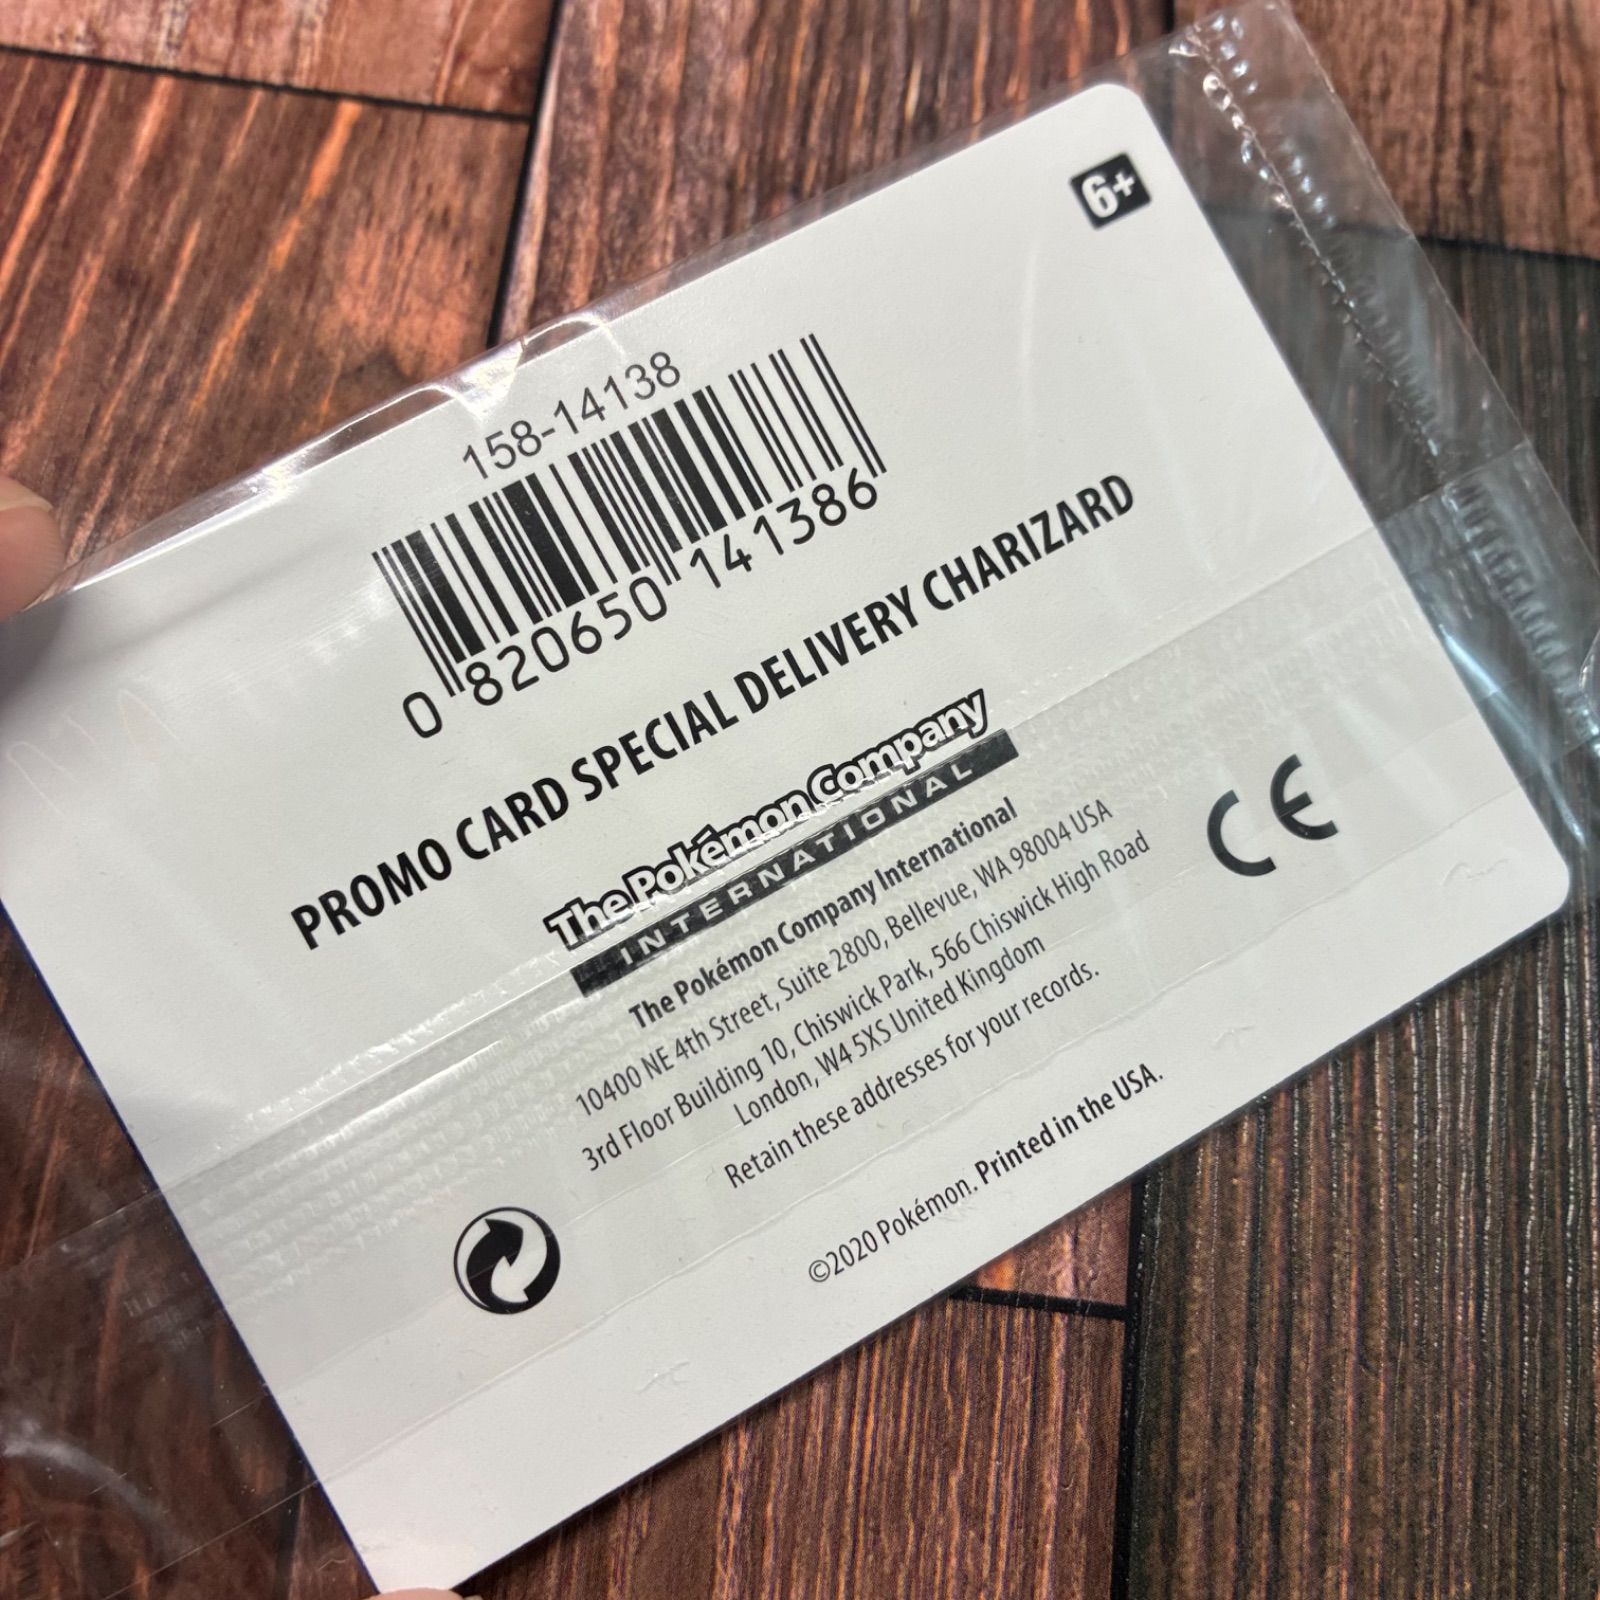 6+
158-14138
0 820650 141386
PROMO CARD SPECIAL DELIVERY CHARIZARD
The Pokémon Company
INTERNATIONAL
The Pokémon Company International
10400 NE 4th Street, Suite 2800, Bellevue, WA 98004 USA
3rd Floor Building 10, Chiswick Park, 566 Chiswick High Road
London, W4 5XS United Kingdom
Retain these addresses for your records.
CE
©2020 Pokémon. Printed in the USA.